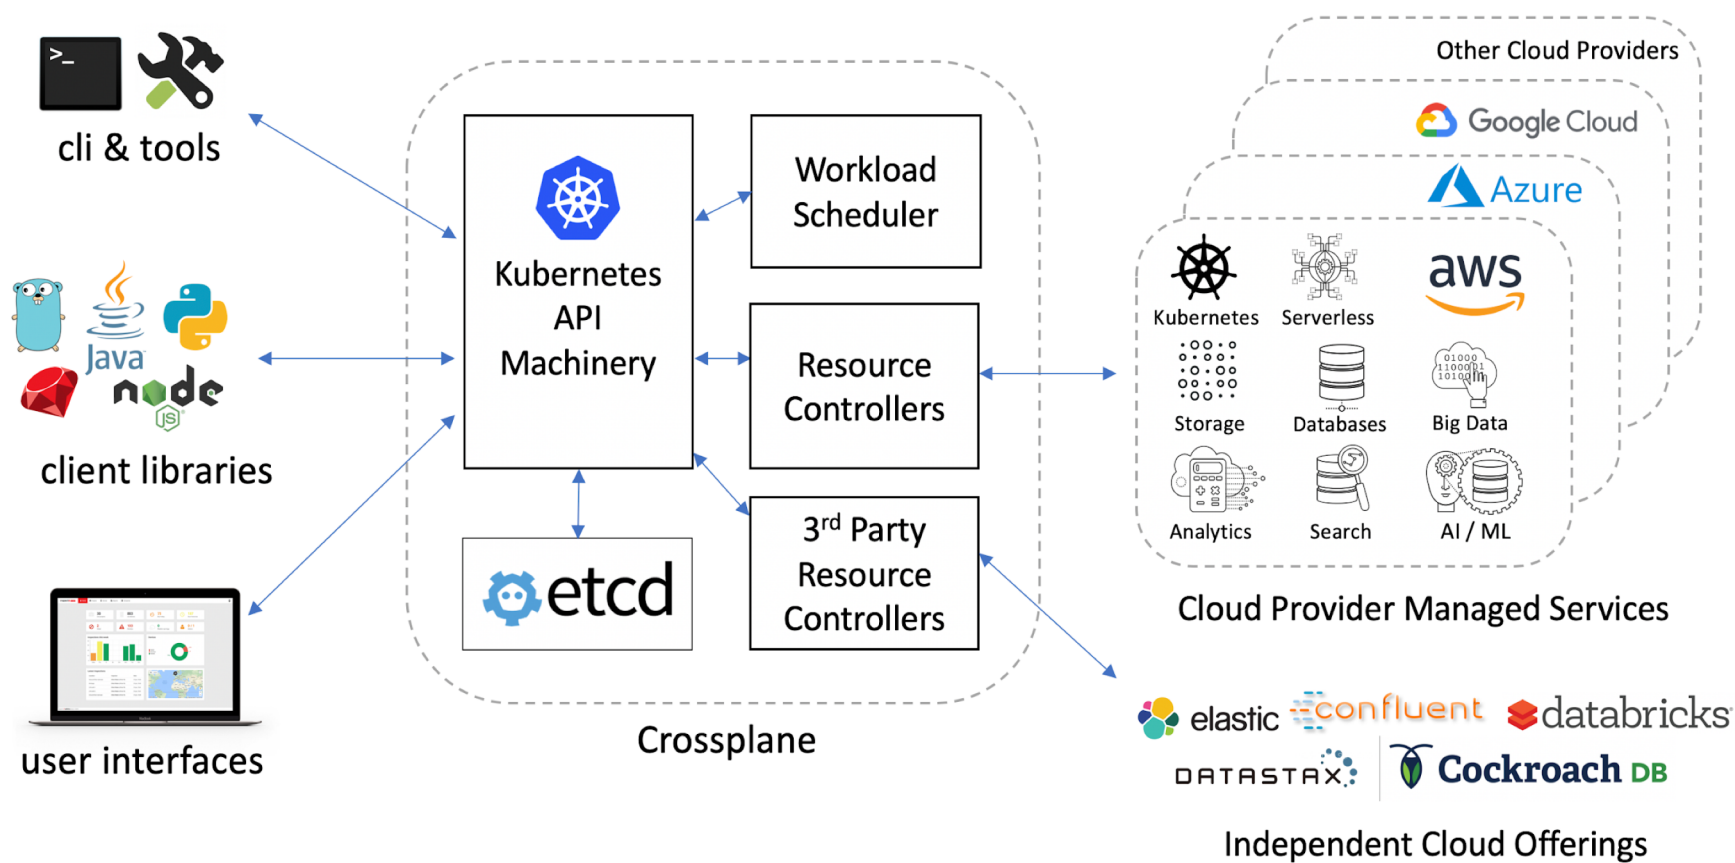 >_
cli & tools
Java
node
JS
client libraries
user interfaces
Kubernetes
API
Machinery
etcd
Workload
Scheduler
Resource
Controllers
3rd Party
Resource
Controllers
Crossplane
Other Cloud Providers
Google Cloud
Azure
aws
Kubernetes
Serverless
Storage
Databases
01000
Big Data
Analytics
Search
AI / ML
Cloud Provider Managed Services
elastic
confluent
databricks
DATASTAX
Cockroach DB
Independent Cloud Offerings